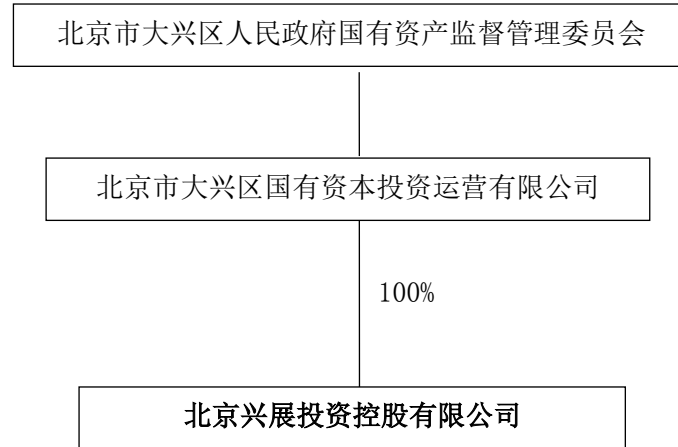 北京市大兴区人民政府国有资产监督管理委员会
北京市大兴区国有资本投资运营有限公司
100%
北京兴展投资控股有限公司